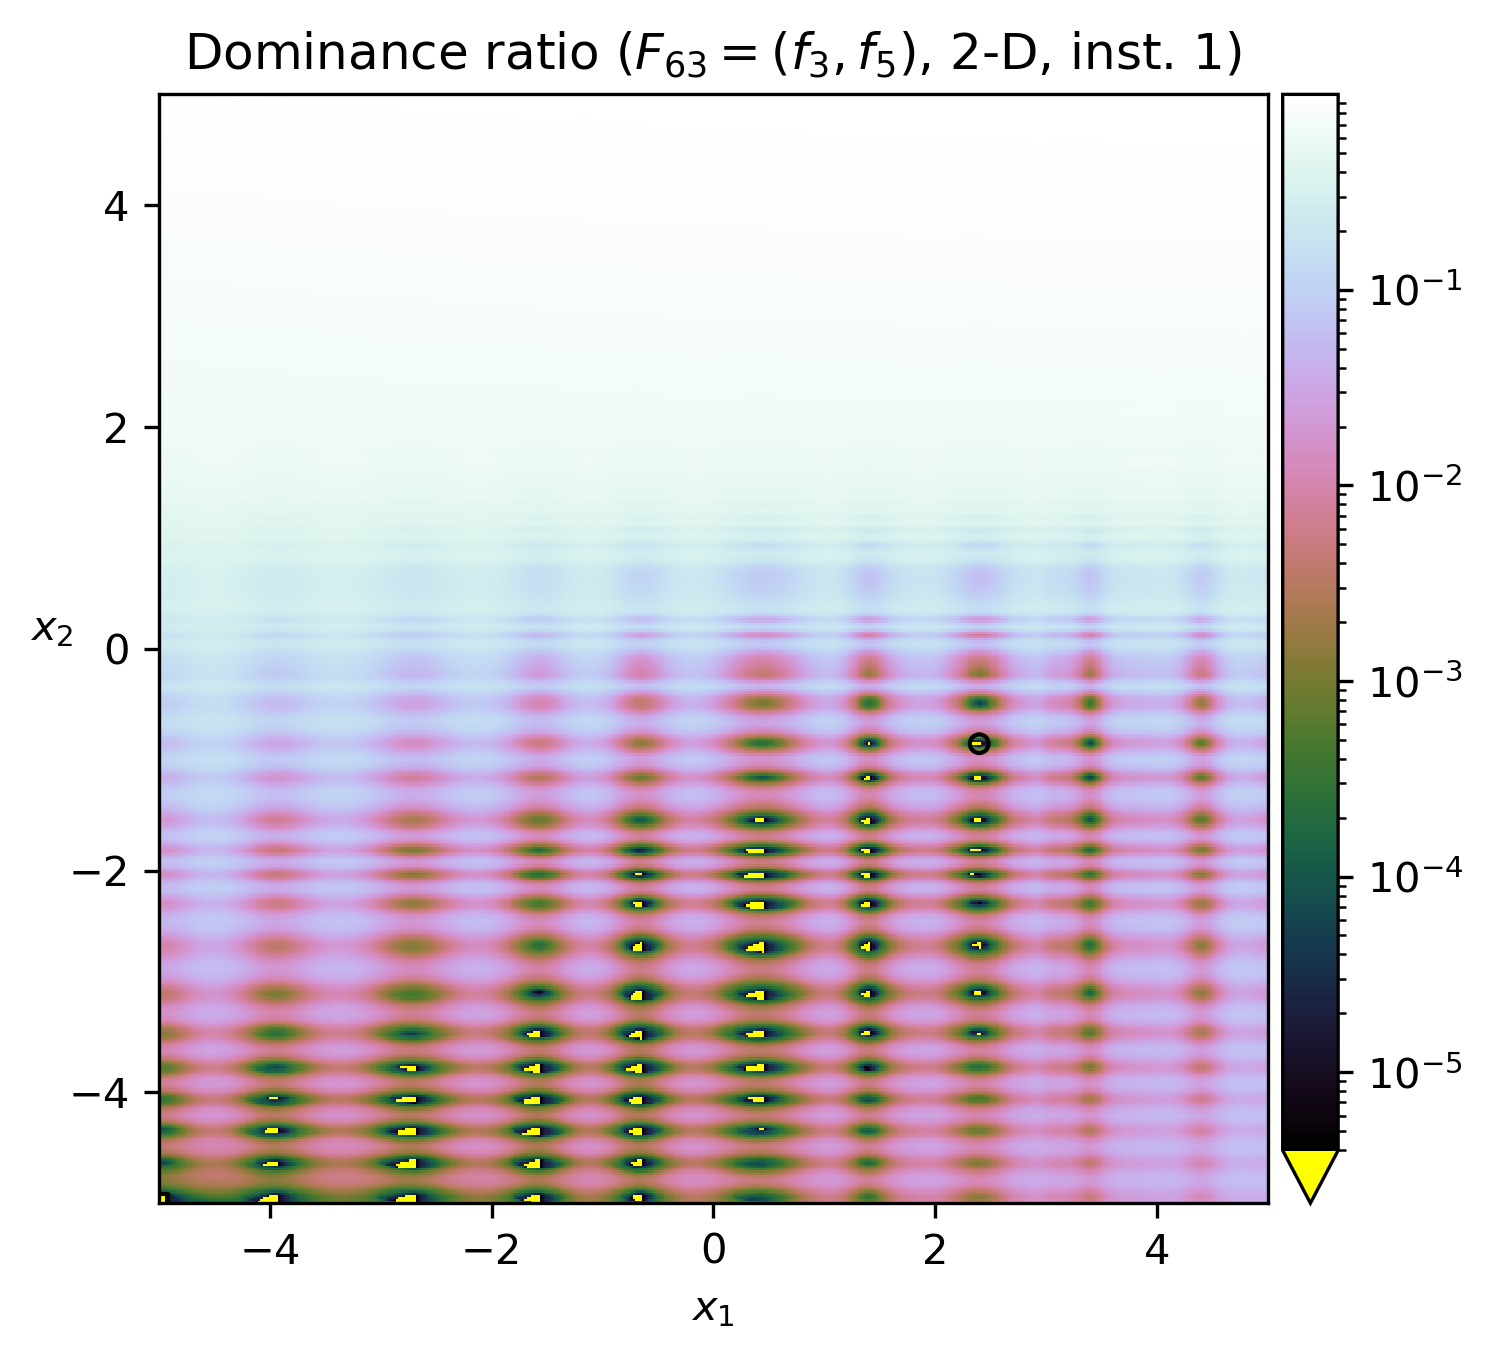 Dominance ratio (F₆₃ = (f₃, f₅), 2-D, inst. 1)
4
2
0
−2
−4
x₂
−4 −2 0 2 4
x₁
10⁻¹
10⁻²
10⁻³
10⁻⁴
10⁻⁵